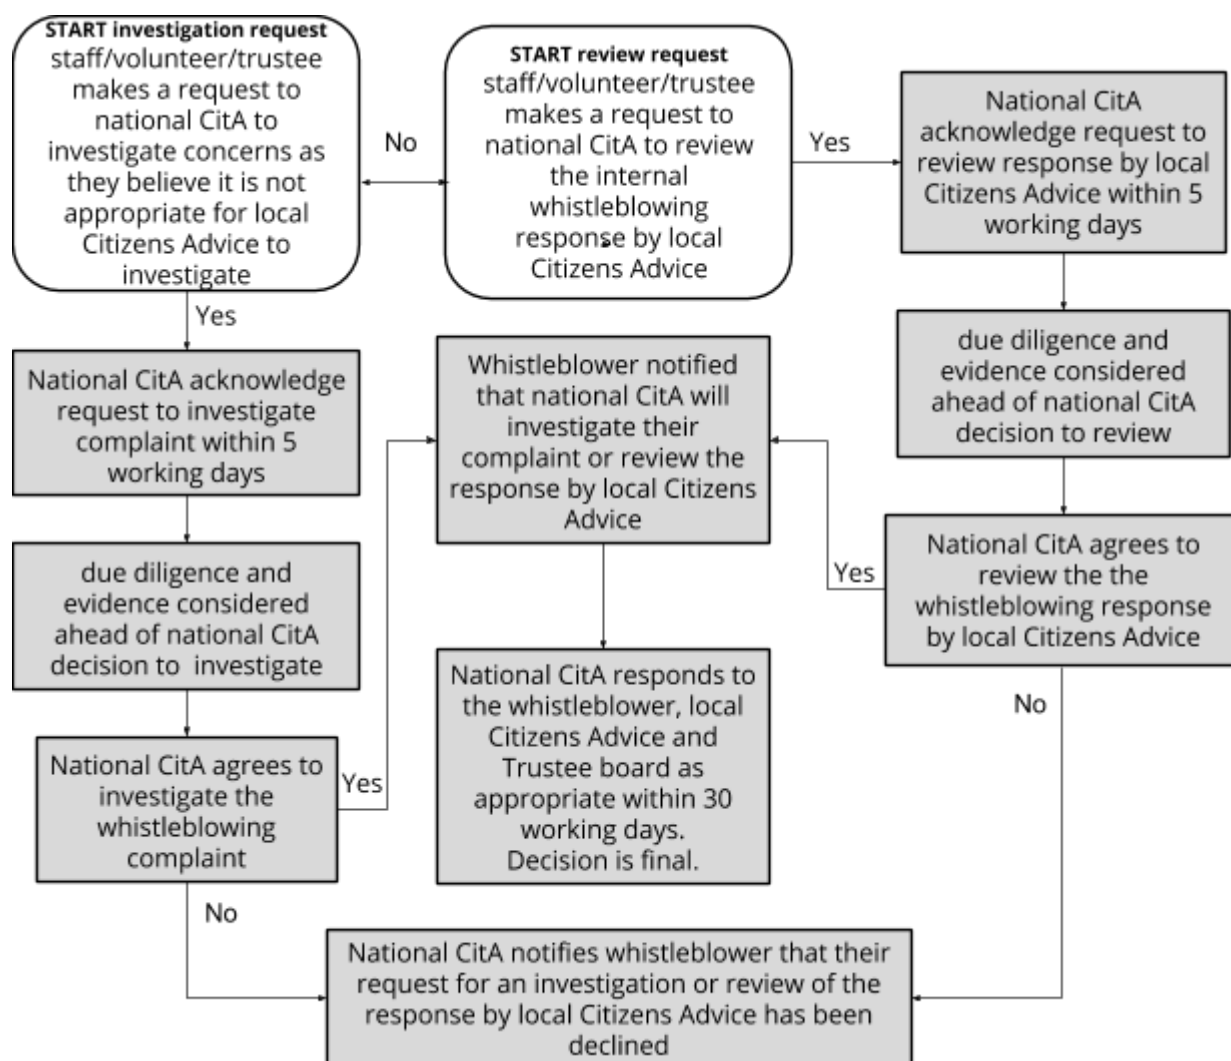 START investigation request
staff/volunteer/trustee
makes a request to
national CitA to
investigate concerns as
they believe it is not
appropriate for local
Citizens Advice to
investigate
No
START review request
staff/volunteer/trustee
makes a request to
national CitA to review
the internal
whistleblowing
response by local
Citizens Advice
Yes
National CitA
acknowledge request to
review response by local
Citizens Advice within 5
working days
Yes
National CitA acknowledge
request to investigate
complaint within 5
working days
Whistleblower notified
that national CitA will
investigate their
complaint or review the
response by local Citizens
Advice
due diligence and
evidence considered
ahead of national CitA
decision to review
due diligence and
evidence considered
ahead of national CitA
decision to investigate
Yes
National CitA agrees to
review the the
whistleblowing response
by local Citizens Advice
National CitA agrees to
investigate the
whistleblowing
complaint
Yes
National CitA responds to
the whistleblower, local
Citizens Advice and
Trustee board as
appropriate within 30
working days.
Decision is final.
No
No
National CitA notifies whistleblower that their
request for an investigation or review of the
response by local Citizens Advice has been
declined